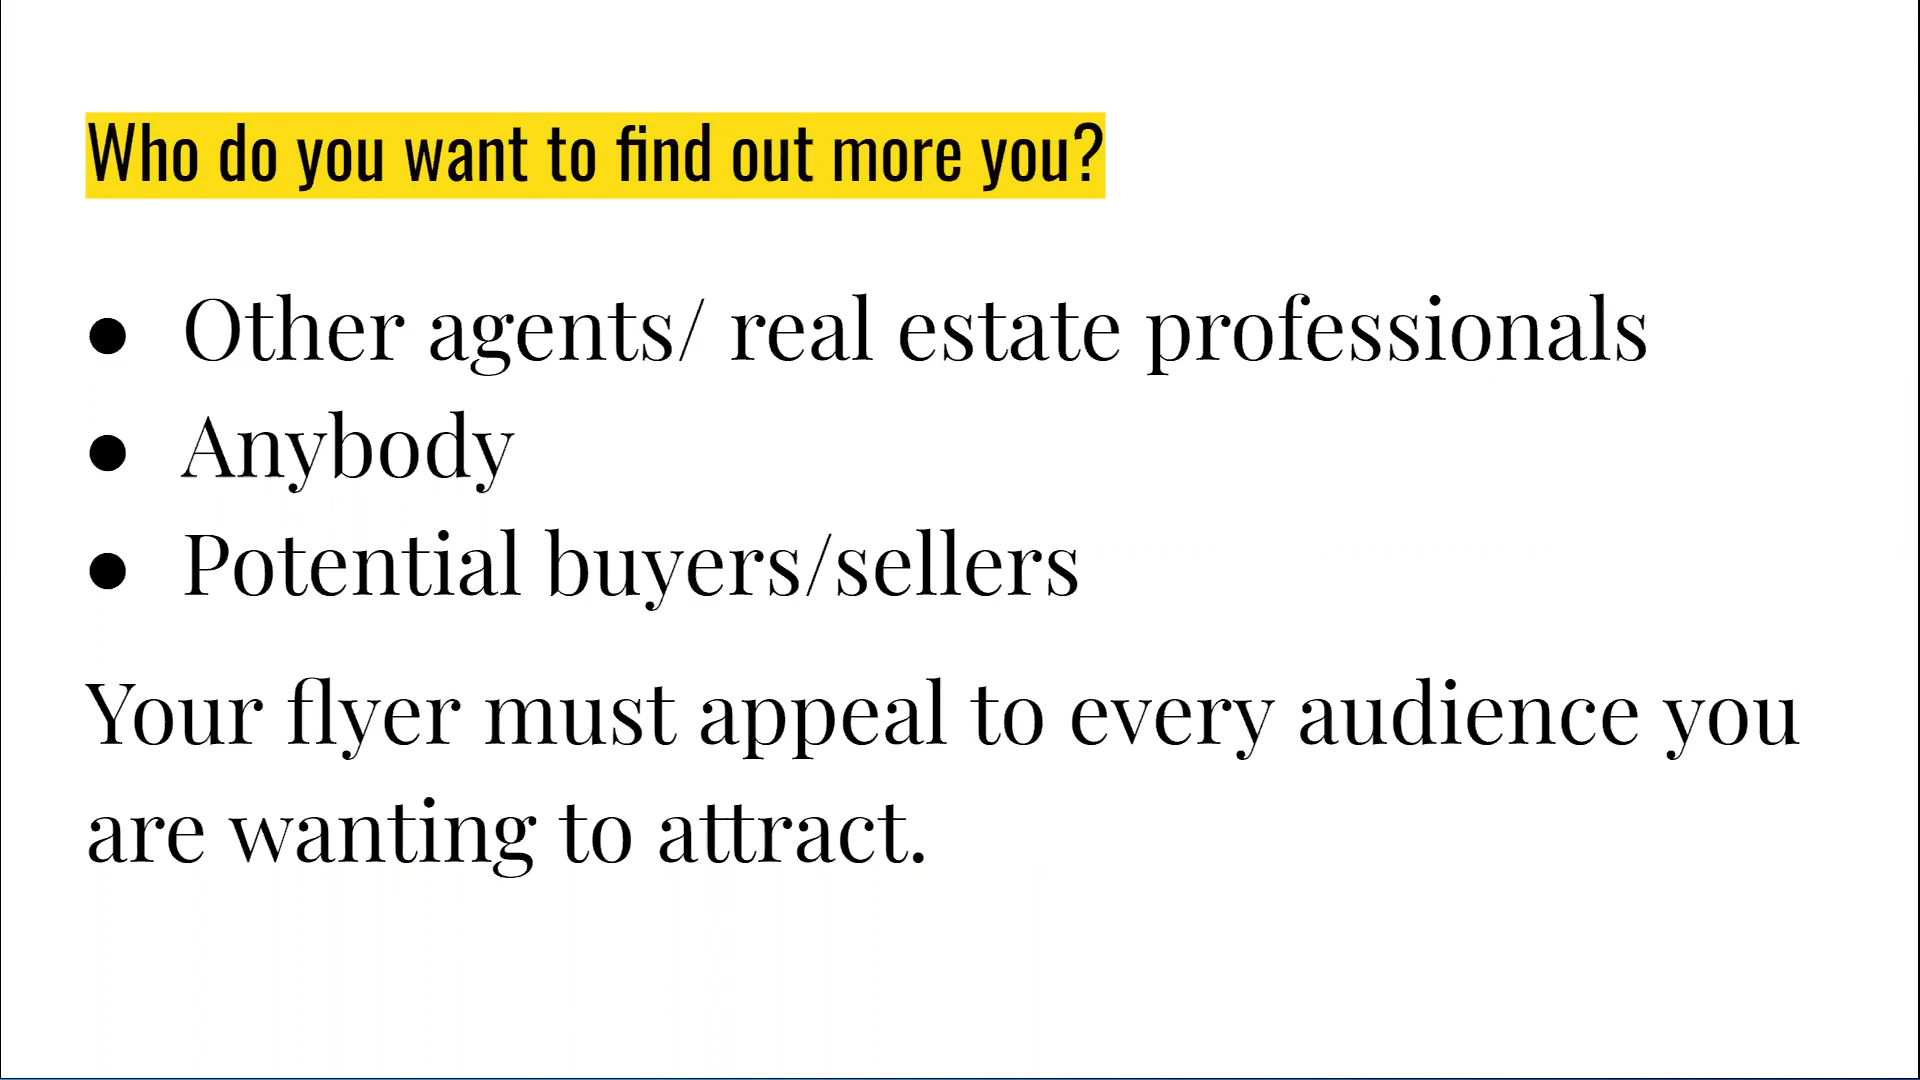 Who do you want to find out more you?
● Other agents/ real estate professionals
● Anybody
● Potential buyers/sellers
Your flyer must appeal to every audience you
are wanting to attract.